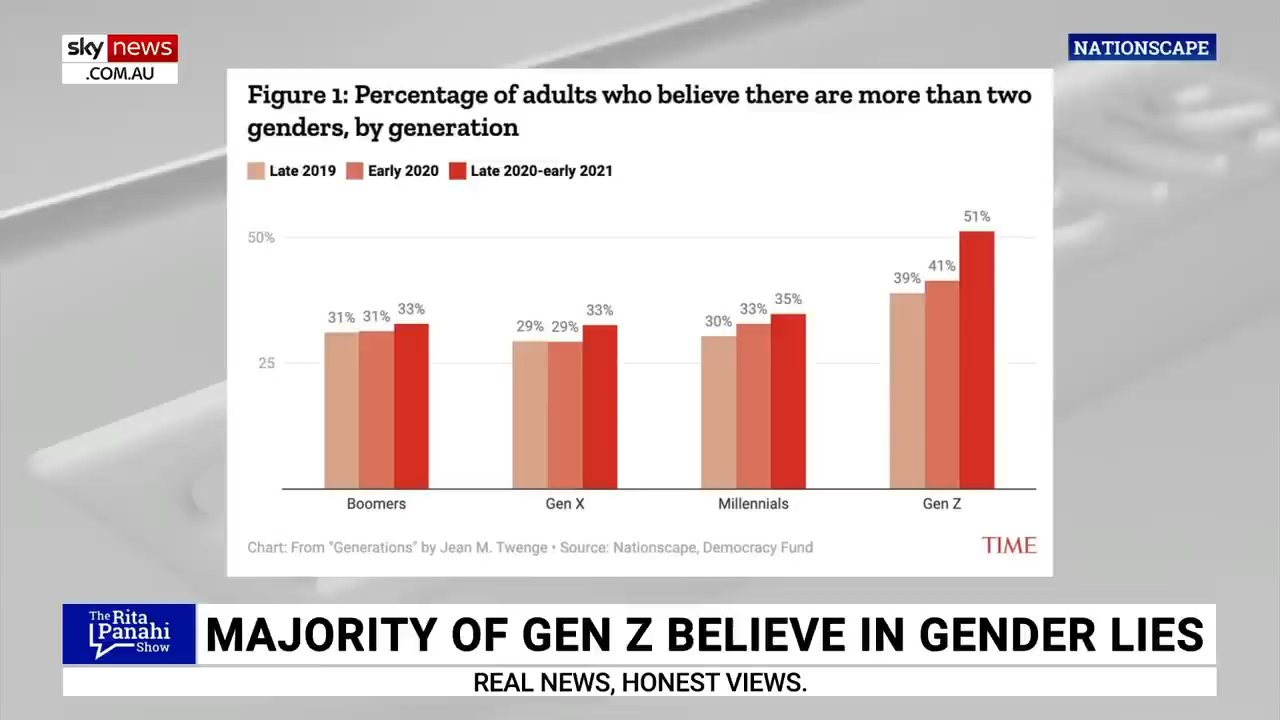 sky news
.COM.AU
NATIONSCAPE
Figure 1: Percentage of adults who believe there are more than two
genders, by generation
Late 2019 Early 2020 Late 2020-early 2021
51%
50%
39% 41%
31% 31% 33%
29% 29% 33%
30% 33% 35%
25
Boomers Gen X Millennials Gen Z
Chart: From "Generations" by Jean M. Twenge • Source: Nationscape, Democracy Fund
TIME
The Rita
Panahi
Show
MAJORITY OF GEN Z BELIEVE IN GENDER LIES
REAL NEWS, HONEST VIEWS.